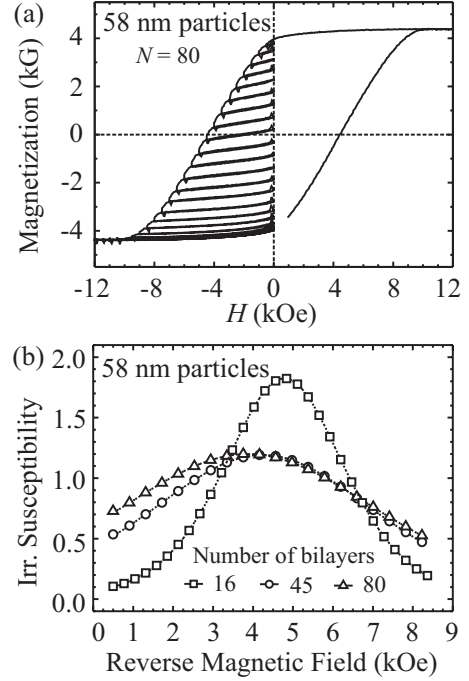 (a)
58 nm particles
N = 80
Magnetization (kG)
4
2
0
-2
-4
-12 -8 -4 0 4 8 12
H (kOe)
(b)
58 nm particles
Irr. Susceptibility
2.0
1.5
1.0
0.5
0.0
Number of bilayers
16 45 80
0 1 2 3 4 5 6 7 8 9
Reverse Magnetic Field (kOe)